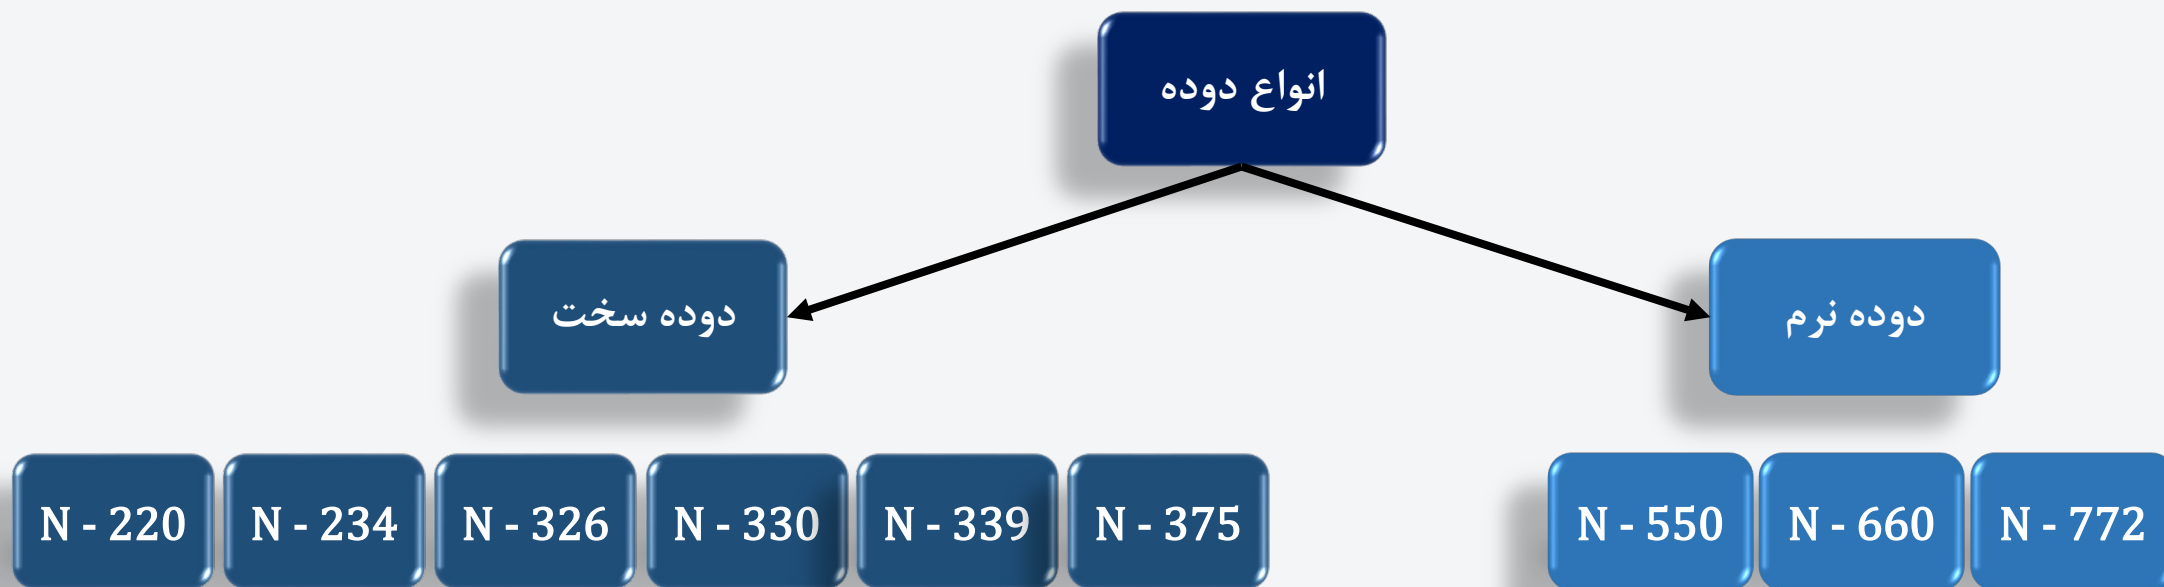 انواع دوده
دوده سخت
دوده نرم
N - 220
N - 234
N - 326
N - 330
N - 339
N - 375
N - 550
N - 660
N - 772